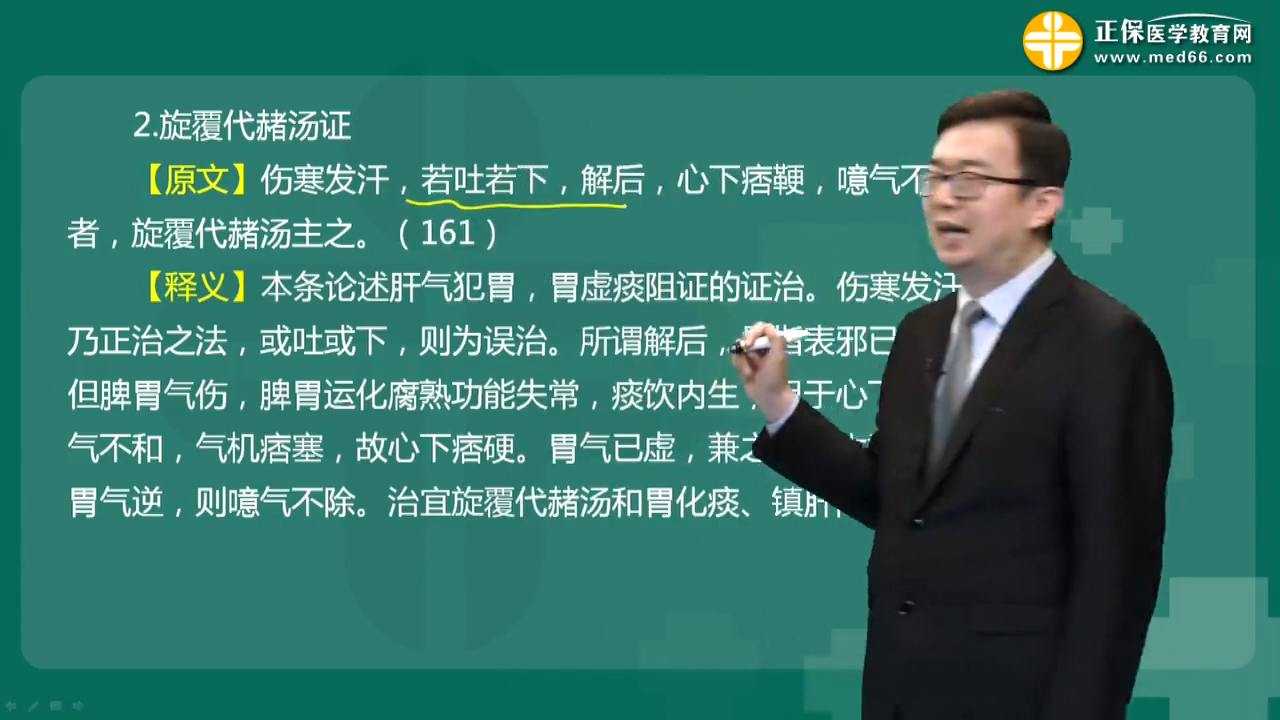 正保医学教育网
www.med66.com
2.旋覆代赭汤证
【原文】伤寒发汗，若吐若下，解后，心下痞鞕，噫气不
者，旋覆代赭汤主之。（161）
【释义】本条论述肝气犯胃，胃虚痰阻证的证治。伤寒发汗
乃正治之法，或吐或下，则为误治。所谓解后，指表邪已
但脾胃气伤，脾胃运化腐熟功能失常，痰饮内生，于心下
气不和，气机痞塞，故心下痞硬。胃气已虚，兼之
胃气逆，则噫气不除。治宜旋覆代赭汤和胃化痰、镇肝